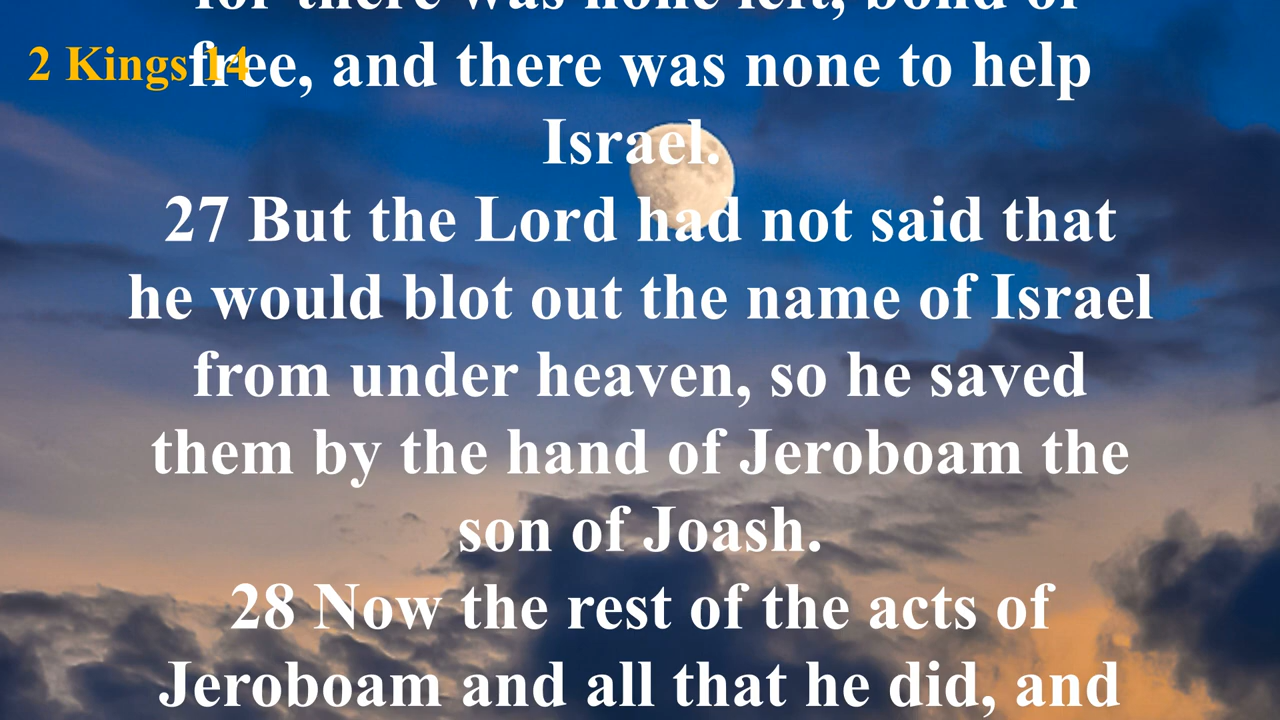 for there was none left, bond or
2 Kings 14
free, and there was none to help
Israel.
27 But the Lord had not said that
he would blot out the name of Israel
from under heaven, so he saved
them by the hand of Jeroboam the
son of Joash.
28 Now the rest of the acts of
Jeroboam and all that he did, and